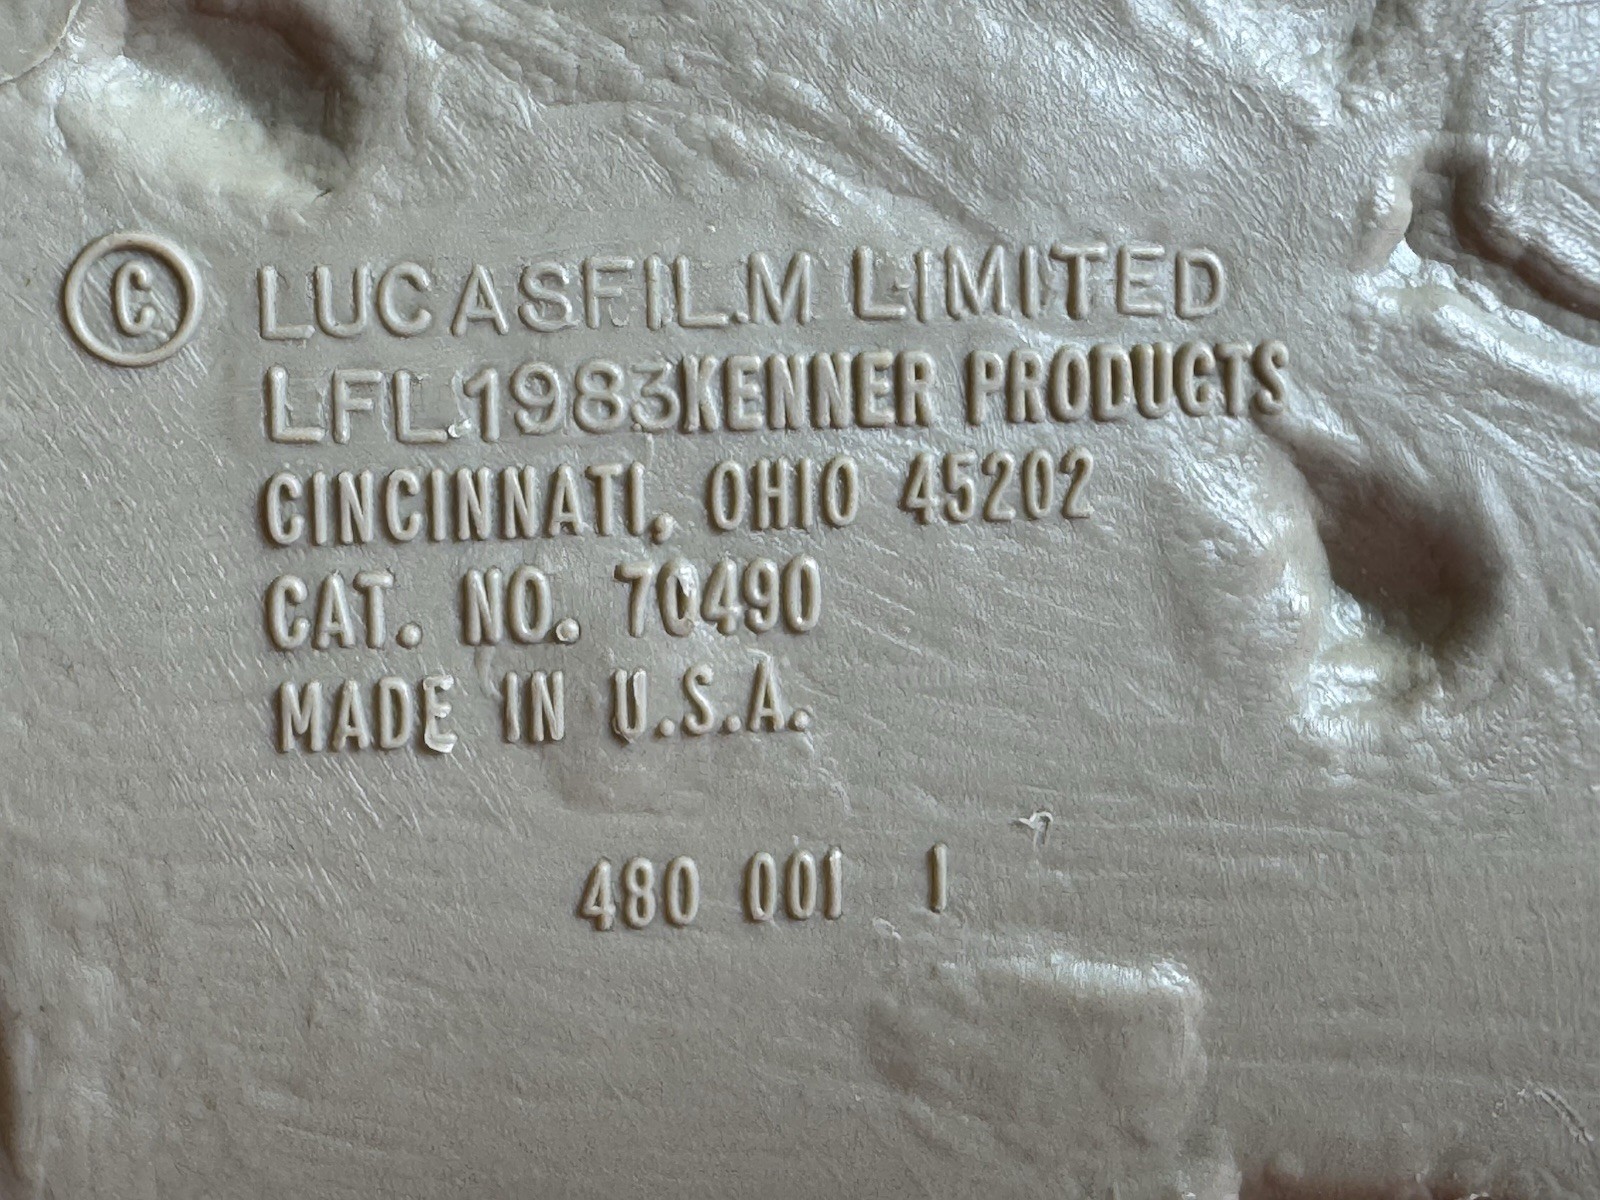 © LUCASFILM LIMITED
LFL 1983 KENNER PRODUCTS
CINCINNATI, OHIO 45202
CAT. NO. 70490
MADE IN U.S.A.
480 001 1